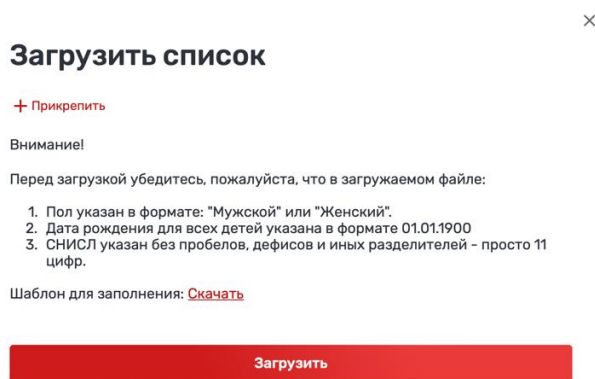 Загрузить список
+ Прикрепить
Внимание!
Перед загрузкой убедитесь, пожалуйста, что в загружаемом файле:
1. Пол указан в формате: "Мужской" или "Женский".
2. Дата рождения для всех детей указана в формате 01.01.1900
3. СНИСЛ указан без пробелов, дефисов и иных разделителей - просто 11
цифр.
Шаблон для заполнения: Скачать
Загрузить